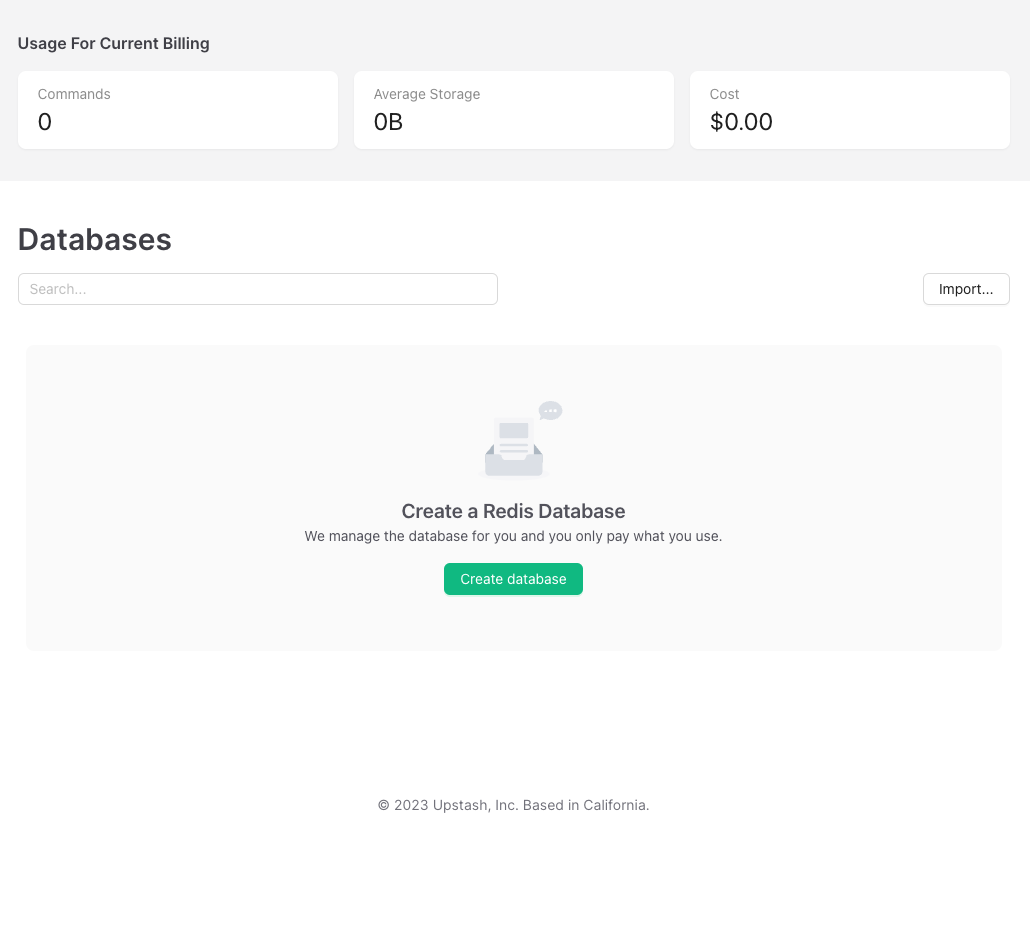 Usage For Current Billing
Commands
0
Average Storage
0B
Cost
$0.00
Databases
Search...
Import...
Create a Redis Database
We manage the database for you and you only pay what you use.
Create database
© 2023 Upstash, Inc. Based in California.